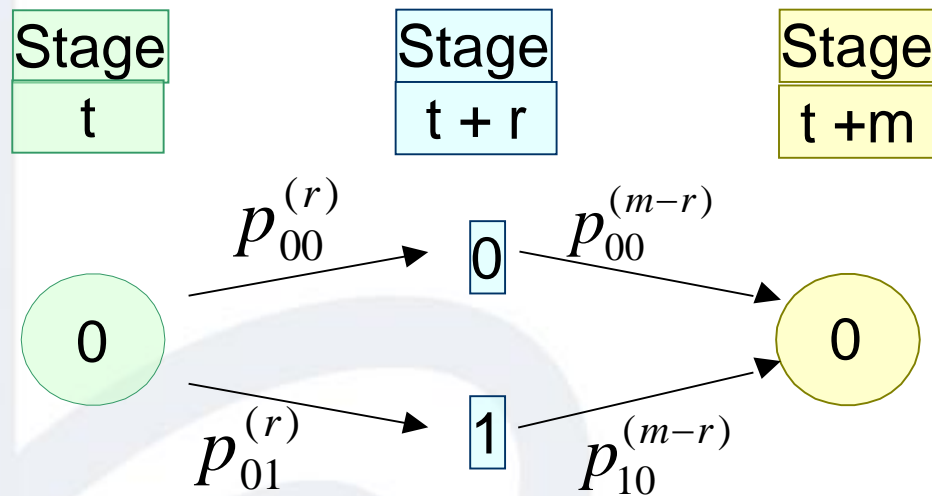 Stage Stage Stage
t t + r t +m
p_{00}^{(r)} p_{00}^{(m-r)}
0
0 0
1
p_{01}^{(r)} p_{10}^{(m-r)}